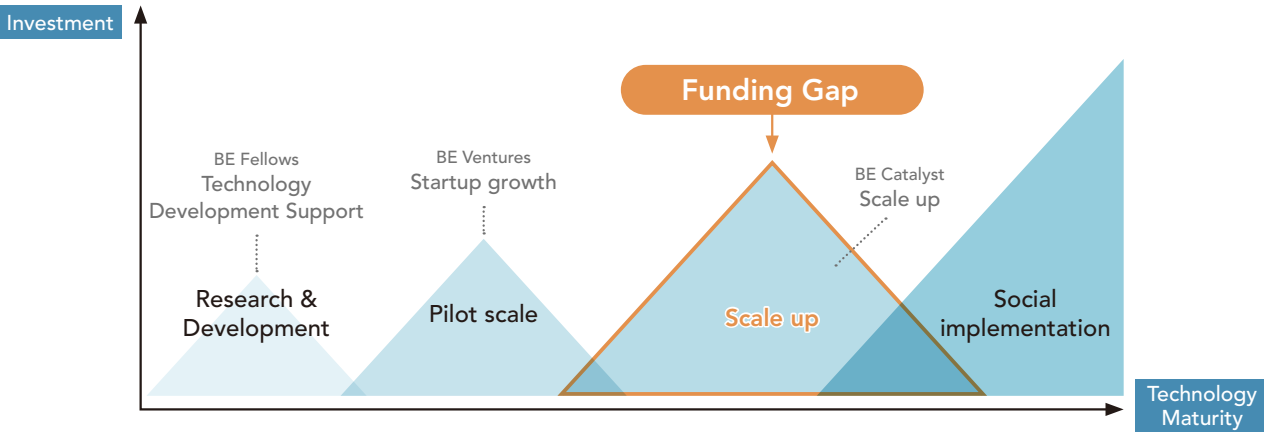 Investment
Funding Gap
BE Fellows
Technology
Development Support
BE Ventures
Startup growth
BE Catalyst
Scale up
Research &
Development
Pilot scale
Scale up
Social
implementation
Technology
Maturity